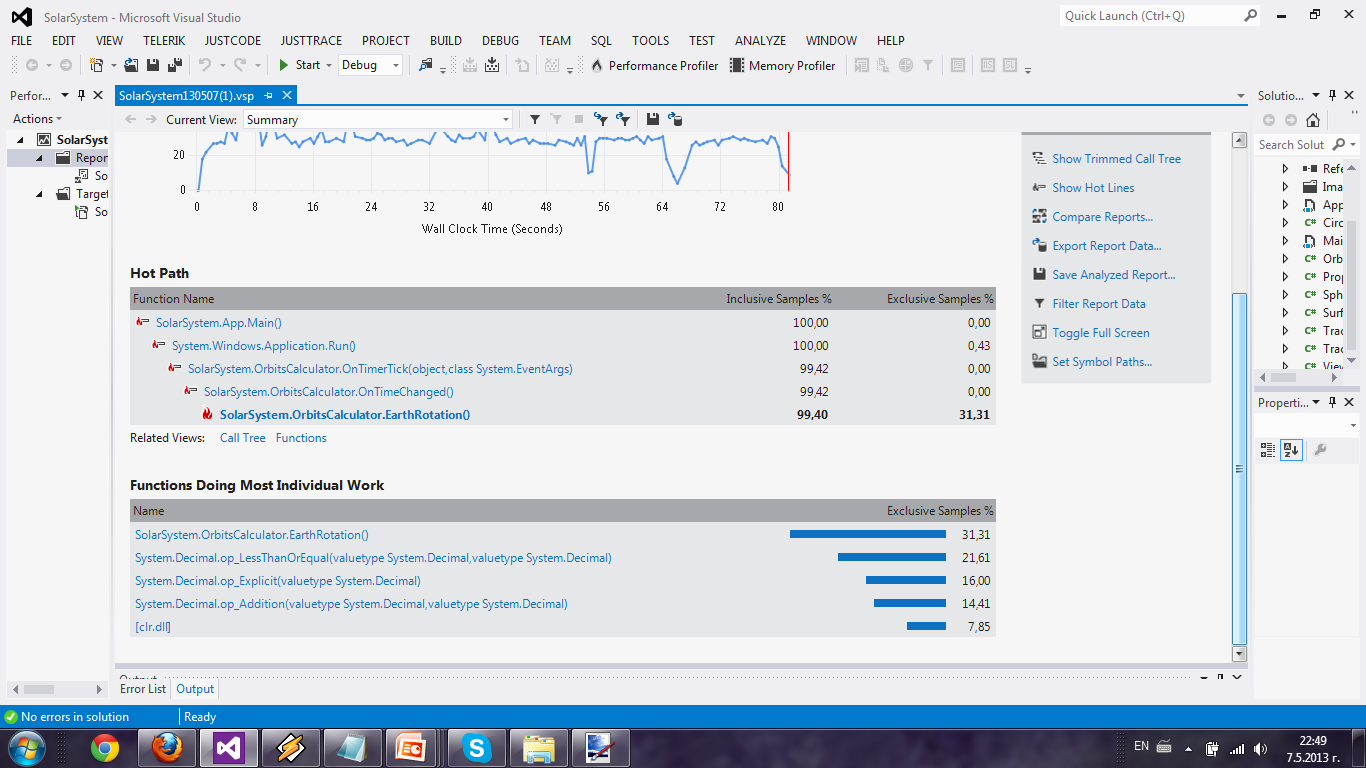 SolarSystem - Microsoft Visual Studio
Quick Launch (Ctrl+Q)
FILE EDIT VIEW TELERIK JUSTCODE JUSTTRACE PROJECT BUILD DEBUG TEAM SQL TOOLS TEST ANALYZE WINDOW HELP
Start Debug Performance Profiler Memory Profiler
Perfor...
Actions
SolarSyst
Repor
So
Target
So
SolarSystem130507(1).vsp
Current View: Summary
20
0
0 8 16 24 32 40 48 56 64 72 80
Wall Clock Time (Seconds)
Hot Path
Function Name Inclusive Samples % Exclusive Samples %
SolarSystem.App.Main() 100,00 0,00
System.Windows.Application.Run() 100,00 0,43
SolarSystem.OrbitsCalculator.OnTimerTick(object,class System.EventArgs) 99,42 0,00
SolarSystem.OrbitsCalculator.OnTimeChanged() 99,42 0,00
SolarSystem.OrbitsCalculator.EarthRotation() 99,40 31,31
Related Views: Call Tree Functions
Functions Doing Most Individual Work
Name Exclusive Samples %
SolarSystem.OrbitsCalculator.EarthRotation() 31,31
System.Decimal.op_LessThanOrEqual(valuetype System.Decimal,valuetype System.Decimal) 21,61
System.Decimal.op_Explicit(valuetype System.Decimal) 16,00
System.Decimal.op_Addition(valuetype System.Decimal,valuetype System.Decimal) 14,41
[clr.dll] 7,85
Show Trimmed Call Tree
Show Hot Lines
Compare Reports...
Export Report Data...
Save Analyzed Report...
Filter Report Data
Toggle Full Screen
Set Symbol Paths...
Solutio...
Search Solut
Refe
Ima
App
C# Circ
Mai
C# Orb
C# Prop
C# Sph
C# Surf
C# Trac
C# Trac
C# View
Properti...
Output
Error List Output
No errors in solution Ready
EN 22:49
7.5.2013 г.